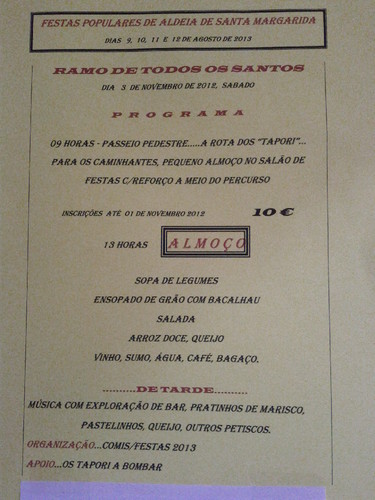 FESTAS POPULARES DE ALDEIA DE SANTA MARGARIDA
DIAS 9, 10, 11 E 12 DE AGOSTO DE 2013
RAMO DE TODOS OS SANTOS
DIA 3 DE NOVEMBRO DE 2012, SABADO
PROGRAMA
09 HORAS - PASSEIO PEDESTRE.....A ROTA DOS "TAPORI"...
PARA OS CAMINHANTES, PEQUENO ALMOÇO NO SALÃO DE
FESTAS C/REFORÇO A MEIO DO PERCURSO
INSCRIÇÕES ATÉ 01 DE NOVEMBRO 2012 10 €
13 HORAS ALMOÇO
SOPA DE LEGUMES
ENSOPADO DE GRÃO COM BACALHAU
SALADA
ARROZ DOCE, QUEIJO
VINHO, SUMO, ÁGUA, CAFÉ, BAGAÇO.
..........DE TARDE..........
MÚSICA COM EXPLORAÇÃO DE BAR, PRATINHOS DE MARISCO,
PASTELINHOS, QUEIJO, OUTROS PETISCOS.
ORGANIZAÇÃO...COMIS/FESTAS 2013
APOIO...OS TAPORI A BOMBAR